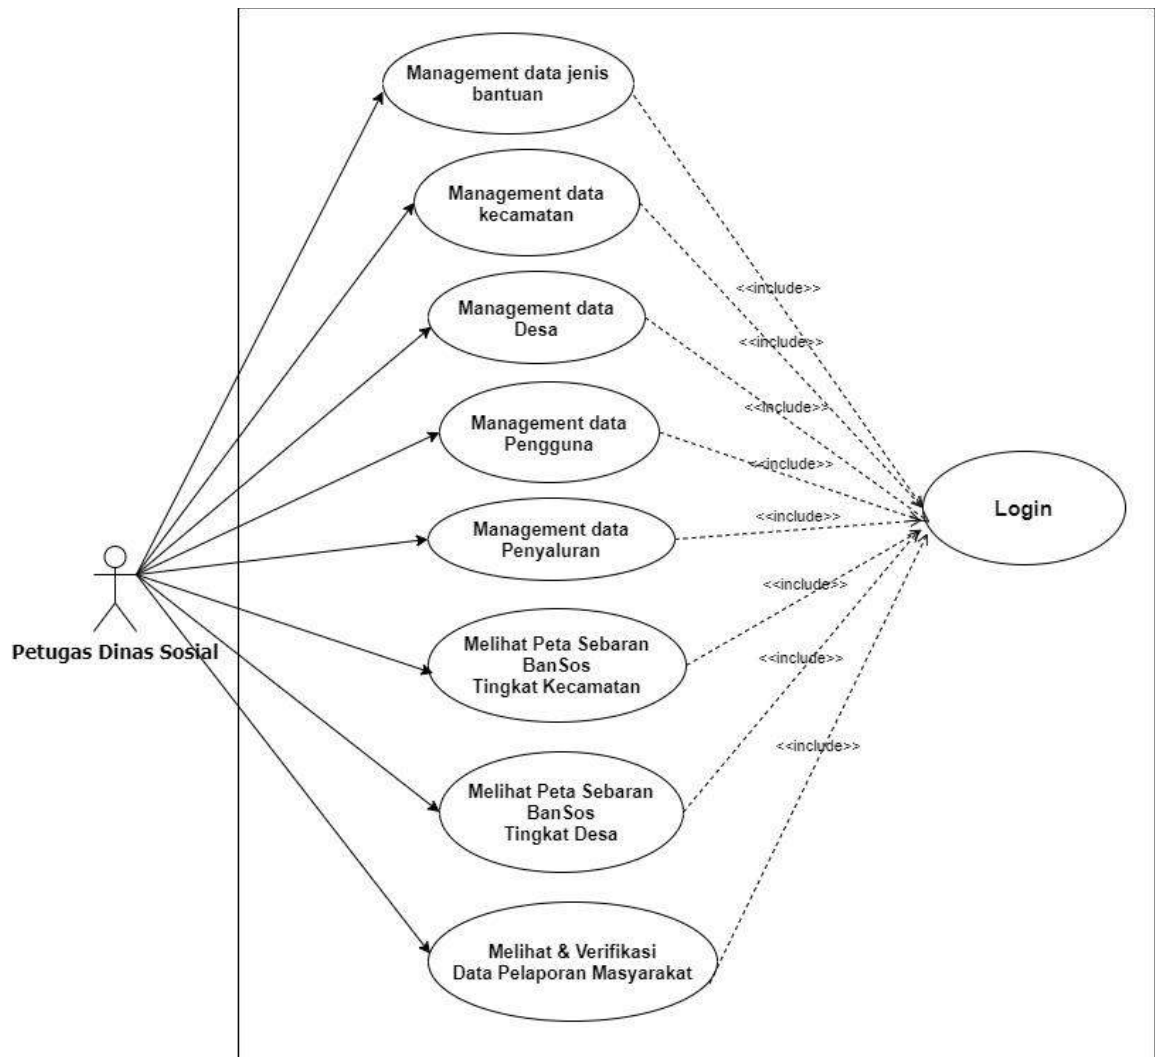 Management data jenis
bantuan
Management data
kecamatan
<<include>>
Management data
Desa
<<include>>
Management data
Pengguna
<<include>>
<<include>>
Login
Management data
Penyaluran
<<include>>
Petugas Dinas Sosial
Melihat Peta Sebaran
BanSos
Tingkat Kecamatan
<<include>>
<<include>>
Melihat Peta Sebaran
BanSos
Tingkat Desa
<<include>>
Melihat & Verifikasi
Data Pelaporan Masyarakat